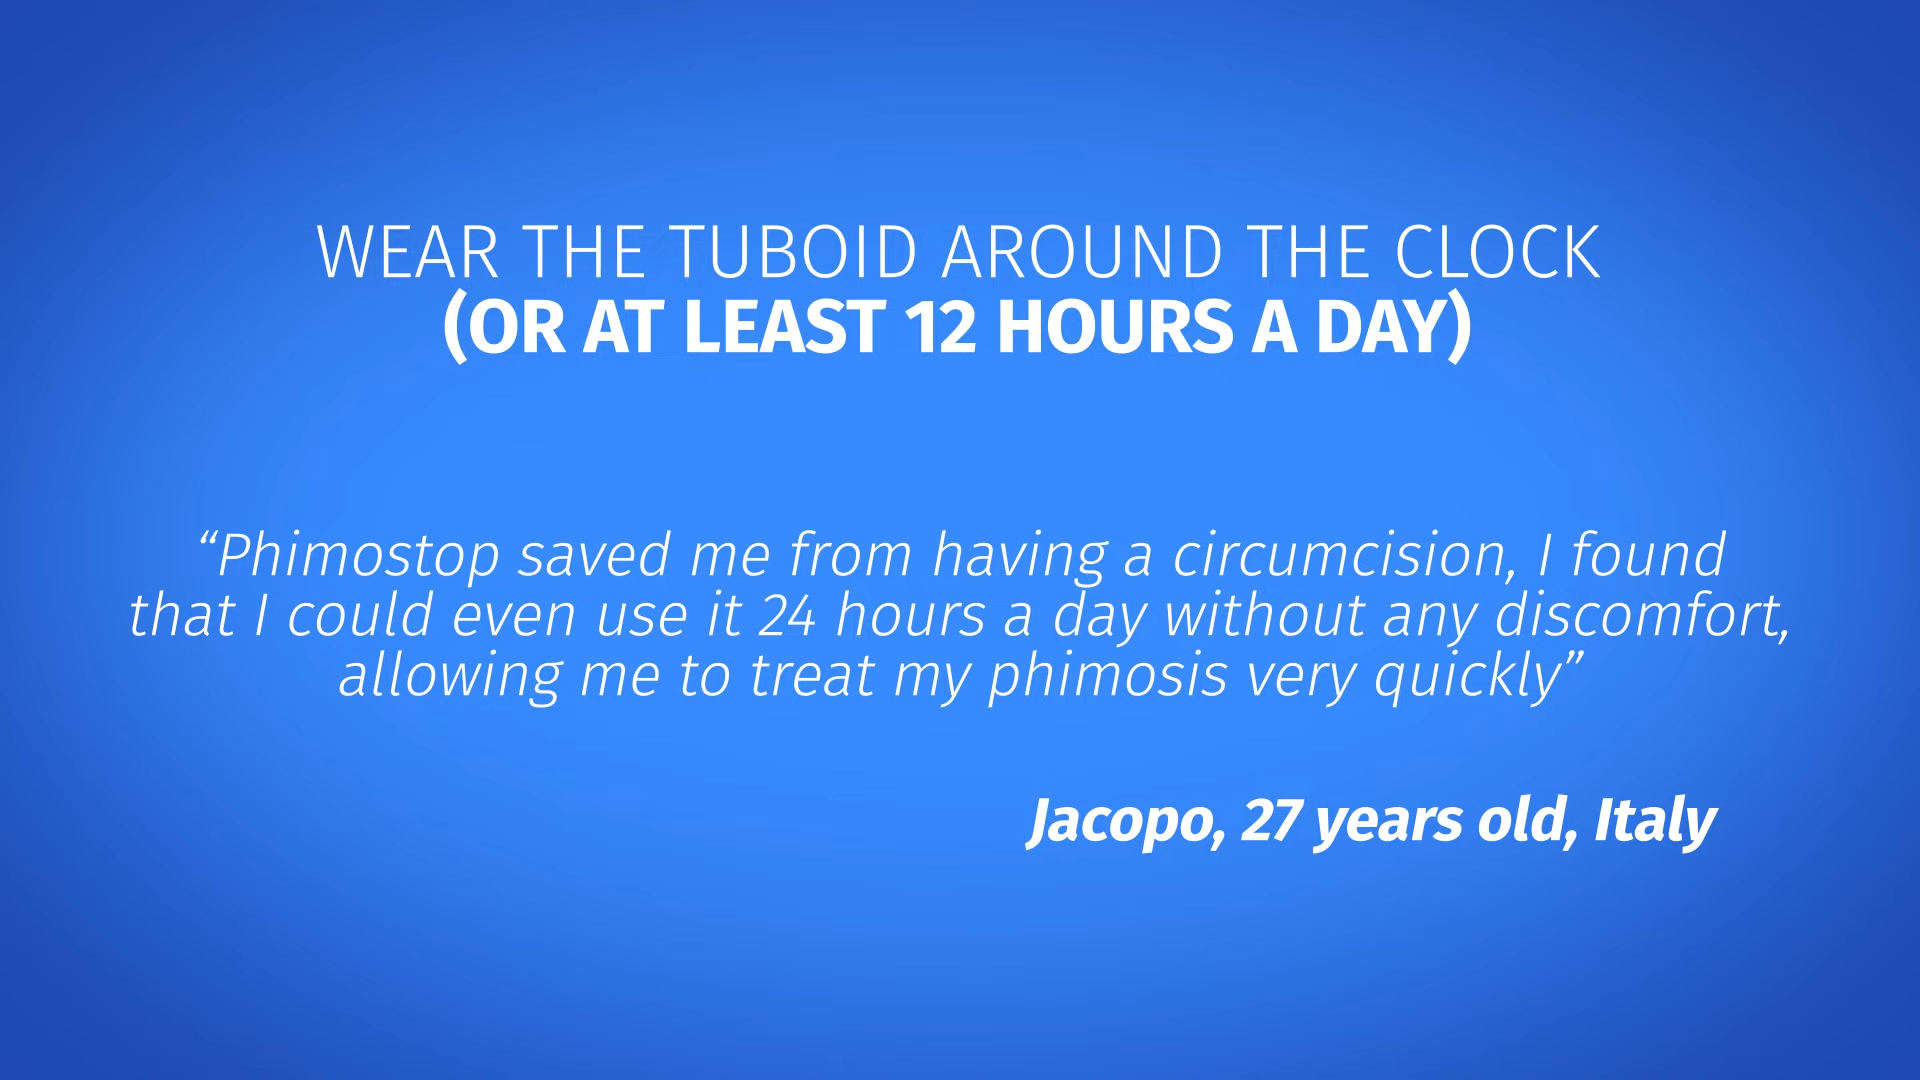 WEAR THE TUBOID AROUND THE CLOCK
(OR AT LEAST 12 HOURS A DAY)
“Phimostop saved me from having a circumcision, I found
that I could even use it 24 hours a day without any discomfort,
allowing me to treat my phimosis very quickly”
Jacopo, 27 years old, Italy